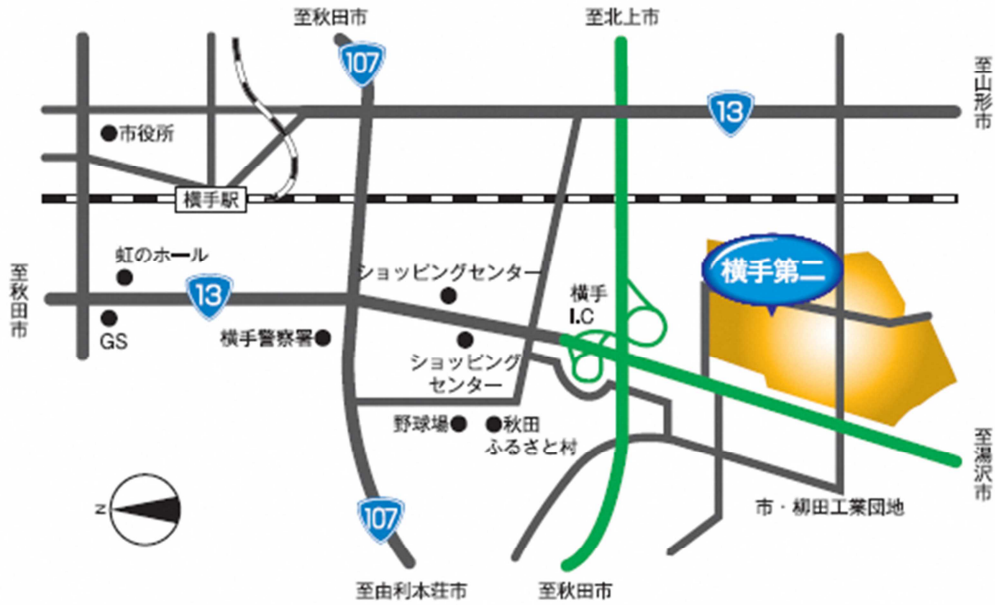 至秋田市
至北上市
107
13
至山形市
市役所
横手駅
虹のホール
ショッピングセンター
横手第二
至秋田市
13
横手
I.C
GS
横手警察署
ショッピング
センター
野球場
秋田
ふるさと村
至湯沢市
N
107
市・柳田工業団地
至由利本荘市
至秋田市